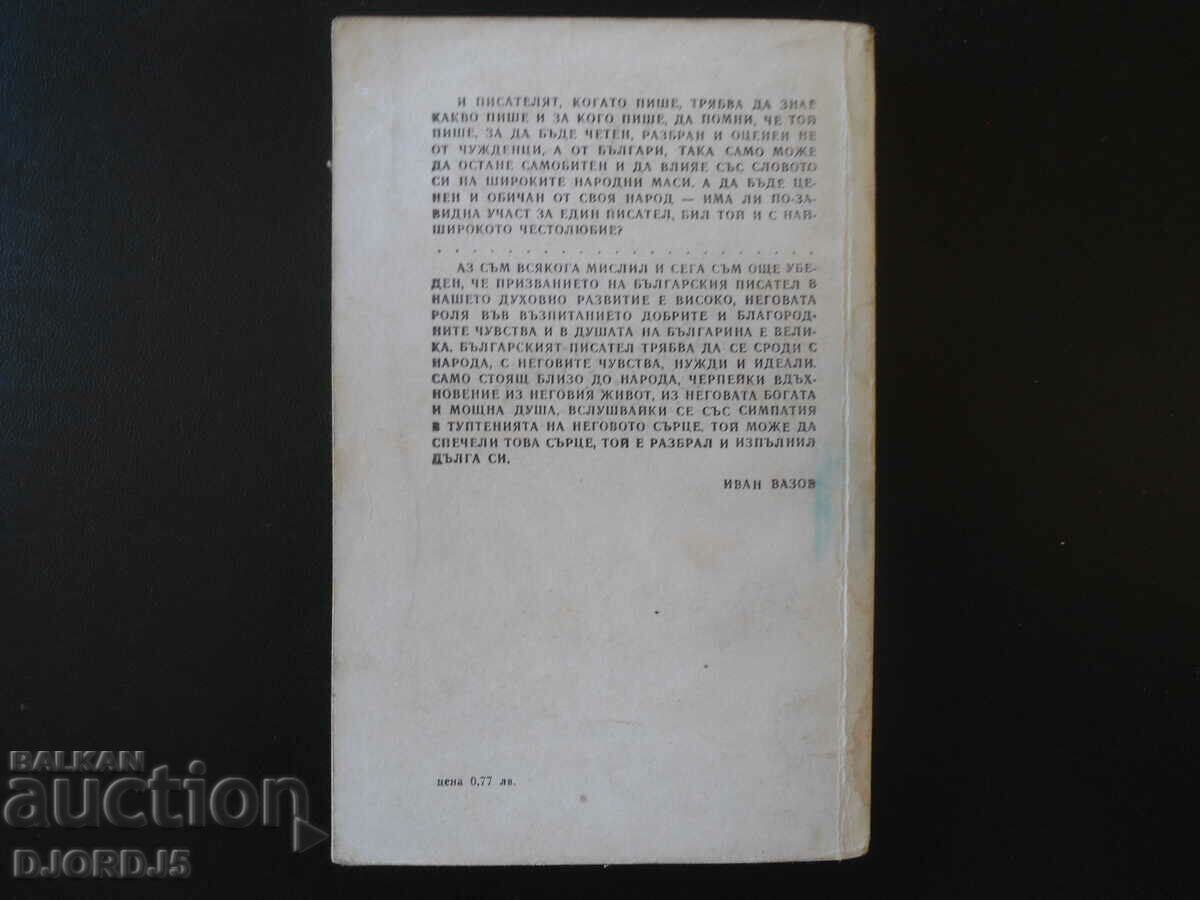 И ПИСАТЕЛЯТ, КОГАТО ПИШЕ, ТРЯБВА ДА ЗНАЕ
КАКВО ПИШЕ И ЗА КОГО ПИШЕ, ДА ПОМНИ, ЧЕ ТОЙ
ПИШЕ, ЗА ДА БЪДЕ ЧЕТЕН, РАЗБРАН И ОЦЕНЕН НЕ
ОТ ЧУЖДЕНЦИ, А ОТ БЪЛГАРИ, ТАКА САМО МОЖЕ
ДА ОСТАНЕ САМОБИТЕН И ДА ВЛИЯЕ СЪС СЛОВОТО
СИ НА ШИРОКИТЕ НАРОДНИ МАСИ. А ДА БЪДЕ ЦЕ-
НЕН И ОБИЧАН ОТ СВОЯ НАРОД — ИМА ЛИ ПО-ЗА-
ВИДНА УЧАСТ ЗА ЕДИН ПИСАТЕЛ, БИЛ ТОЙ И С НАЙ-
ШИРОКОТО ЧЕСТОЛЮБИЕ?
. . . . . . . . . . . . . . . . . . . . . . .
АЗ СЪМ ВСЯКОГА МИСЛИЛ И СЕГА СЪМ ОЩЕ УБЕ-
ДЕН, ЧЕ ПРИЗВАНИЕТО НА БЪЛГАРСКИЯ ПИСАТЕЛ В
НАШЕТО ДУХОВНО РАЗВИТИЕ Е ВИСОКО, НЕГОВАТА
РОЛЯ ВЪВ ВЪЗПИТАНИЕТО ДОБРИТЕ И БЛАГОРОД-
НИТЕ ЧУВСТВА И В ДУШАТА НА БЪЛГАРИНА Е ВЕЛИ-
КА. БЪЛГАРСКИЯТ ПИСАТЕЛ ТРЯБВА ДА СЕ СРОДИ С
НАРОДА, С НЕГОВИТЕ ЧУВСТВА, НУЖДИ И ИДЕАЛИ.
САМО СТОЯЩ БЛИЗО ДО НАРОДА, ЧЕРПЕЙКИ ВДЪХ-
НОВЕНИЕ ИЗ НЕГОВИЯ ЖИВОТ, ИЗ НЕГОВАТА БОГАТА
И МОЩНА ДУША, ВСЛУШВАЙКИ СЕ СЪС СИМПАТИЯ
В ТУПТЕНИЯТА НА НЕГОВОТО СЪРЦЕ, ТОЙ МОЖЕ ДА
СПЕЧЕЛИ ТОВА СЪРЦЕ, ТОЙ Е РАЗБРАЛ И ИЗПЪЛНИЛ
ДЪЛГА СИ.
ИВАН ВАЗОВ
цена 0,77 лв.
BALKAN
auction
DJORDJ5